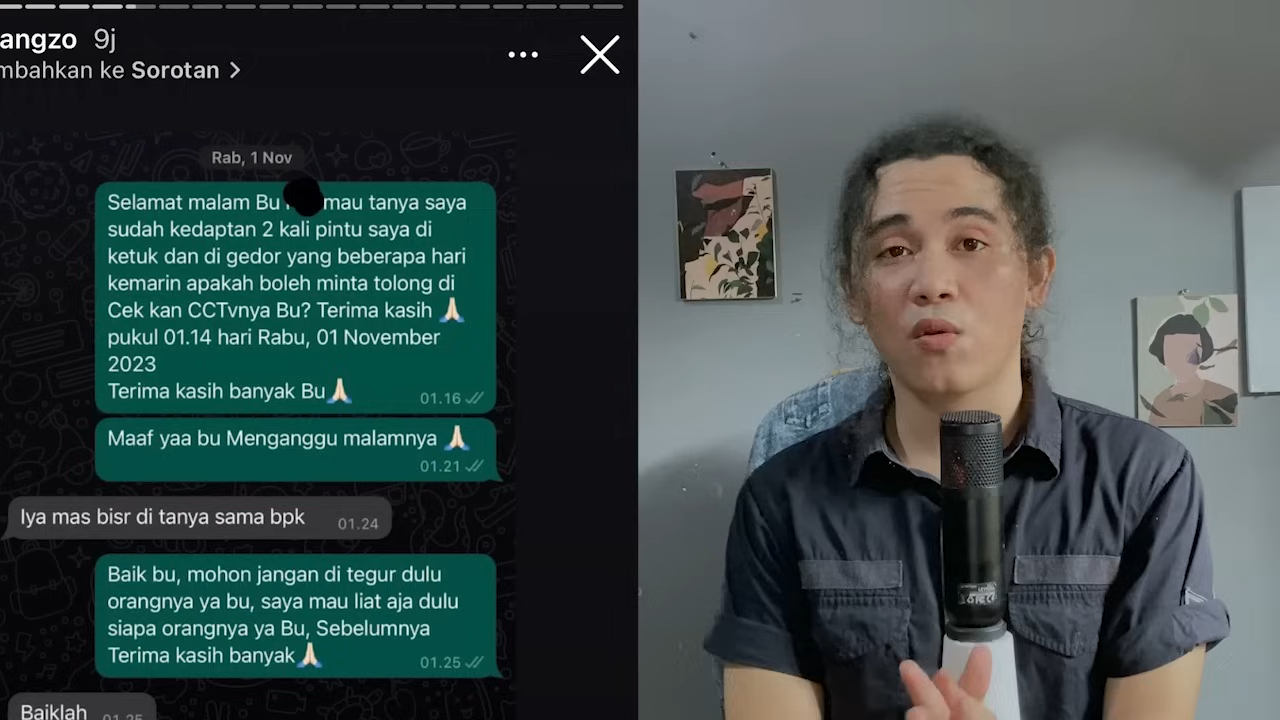 angzo 9j
mbahkan ke Sorotan >
Rab, 1 Nov
Selamat malam Bu mau tanya saya
sudah kedaptan 2 kali pintu saya di
ketuk dan di gedor yang beberapa hari
kemarin apakah boleh minta tolong di
Cek kan CCTvnya Bu? Terima kasih 🙏🏻
pukul 01.14 hari Rabu, 01 November
2023
Terima kasih banyak Bu🙏🏻
01.16
Maaf yaa bu Menganggu malamnya 🙏🏻
01.21
Iya mas bisr di tanya sama bpk 01.24
Baik bu, mohon jangan di tegur dulu
orangnya ya bu, saya mau liat aja dulu
siapa orangnya ya Bu, Sebelumnya
Terima kasih banyak🙏🏻
01.25
Baiklah 01.25